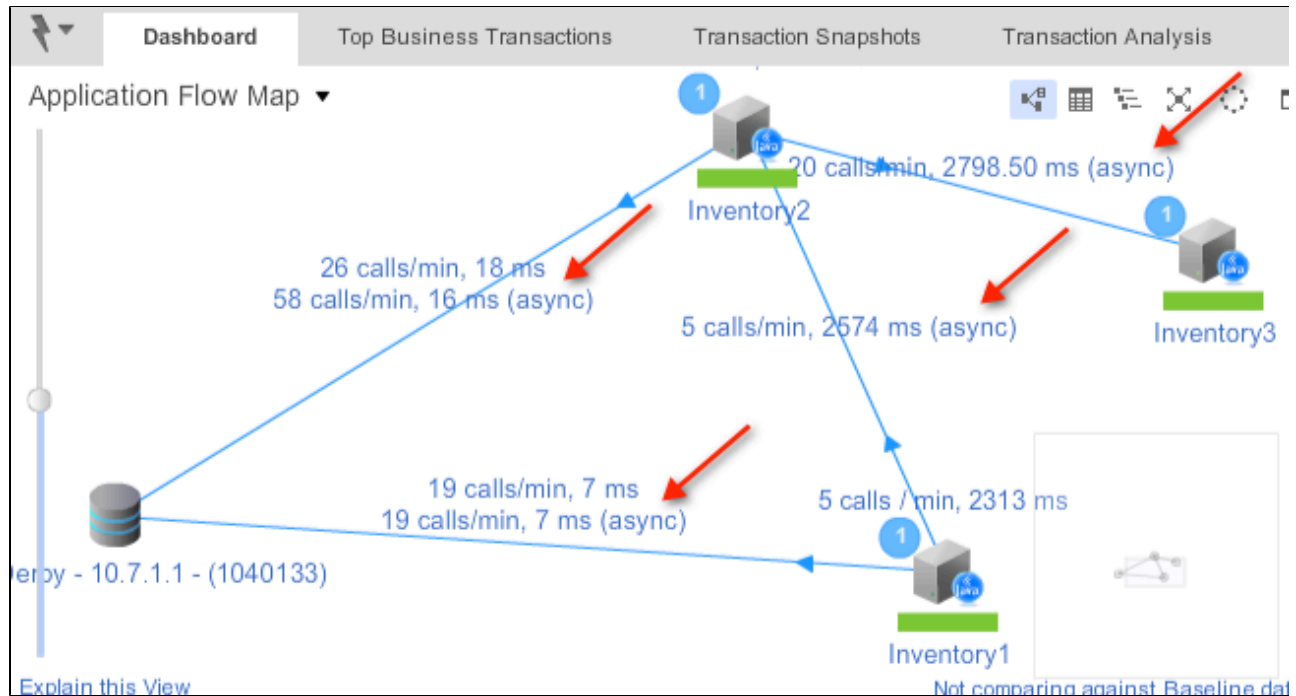 Dashboard
Top Business Transactions
Transaction Snapshots
Transaction Analysis
Application Flow Map
1
Java
20 calls/min, 2798.50 ms (async)
Inventory2
1
Java
26 calls/min, 18 ms
58 calls/min, 16 ms (async)
5 calls/min, 2574 ms (async)
Inventory3
19 calls/min, 7 ms
19 calls/min, 7 ms (async)
5 calls / min, 2313 ms
1
Java
- 10.7.1.1 - (1040133)
Inventory1
Explain this View
Not comparing against Baseline